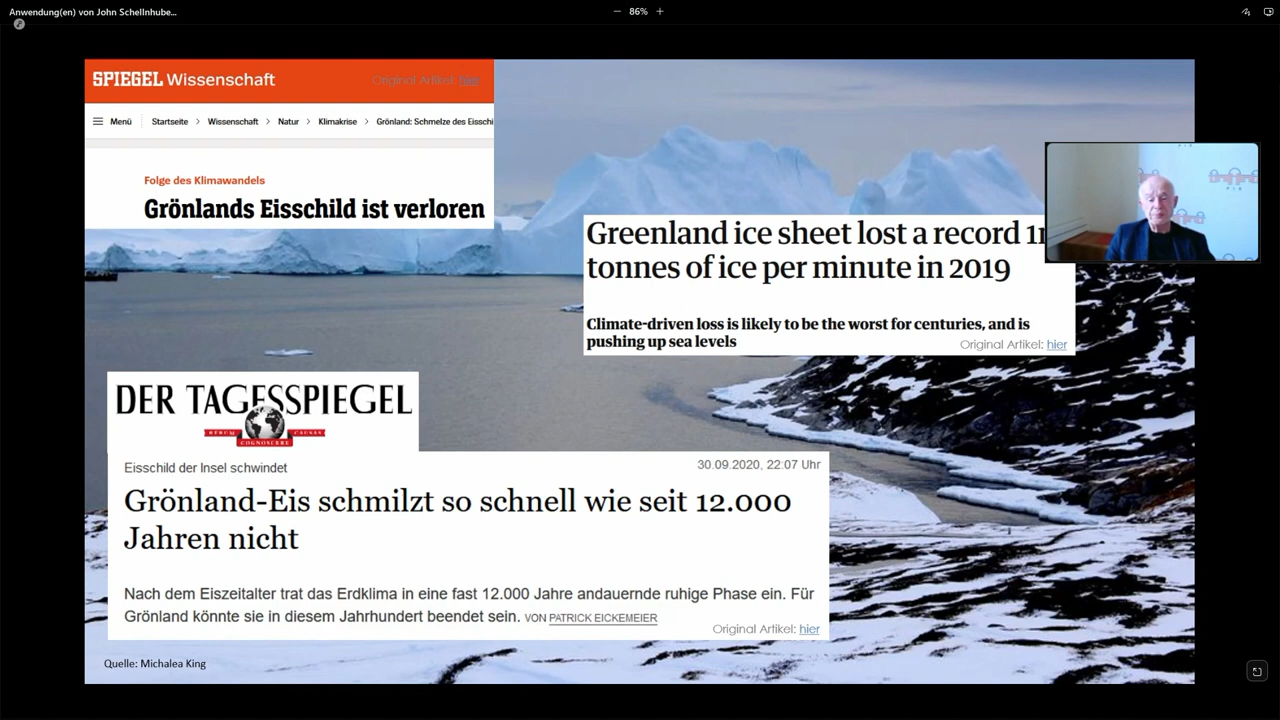 Anwendung(en) von John Schellnhube...
86%
SPIEGEL Wissenschaft
Original Artikel: hier
Menü Startseite > Wissenschaft > Natur > Klimakrise > Grönland: Schmelze des Eisschi
Folge des Klimawandels
Grönlands Eisschild ist verloren
Greenland ice sheet lost a record 1m
tonnes of ice per minute in 2019
Climate-driven loss is likely to be the worst for centuries, and is
pushing up sea levels
Original Artikel: hier
DER TAGESSPIEGEL
RERUM CAUSAS
COGNOSCERE
Eisschild der Insel schwindet
30.09.2020, 22:07 Uhr
Grönland-Eis schmilzt so schnell wie seit 12.000
Jahren nicht
Nach dem Eiszeitalter trat das Erdklima in eine fast 12.000 Jahre andauernde ruhige Phase ein. Für
Grönland könnte sie in diesem Jahrhundert beendet sein. VON PATRICK EICKEMEIER
Original Artikel: hier
Quelle: Michalea King